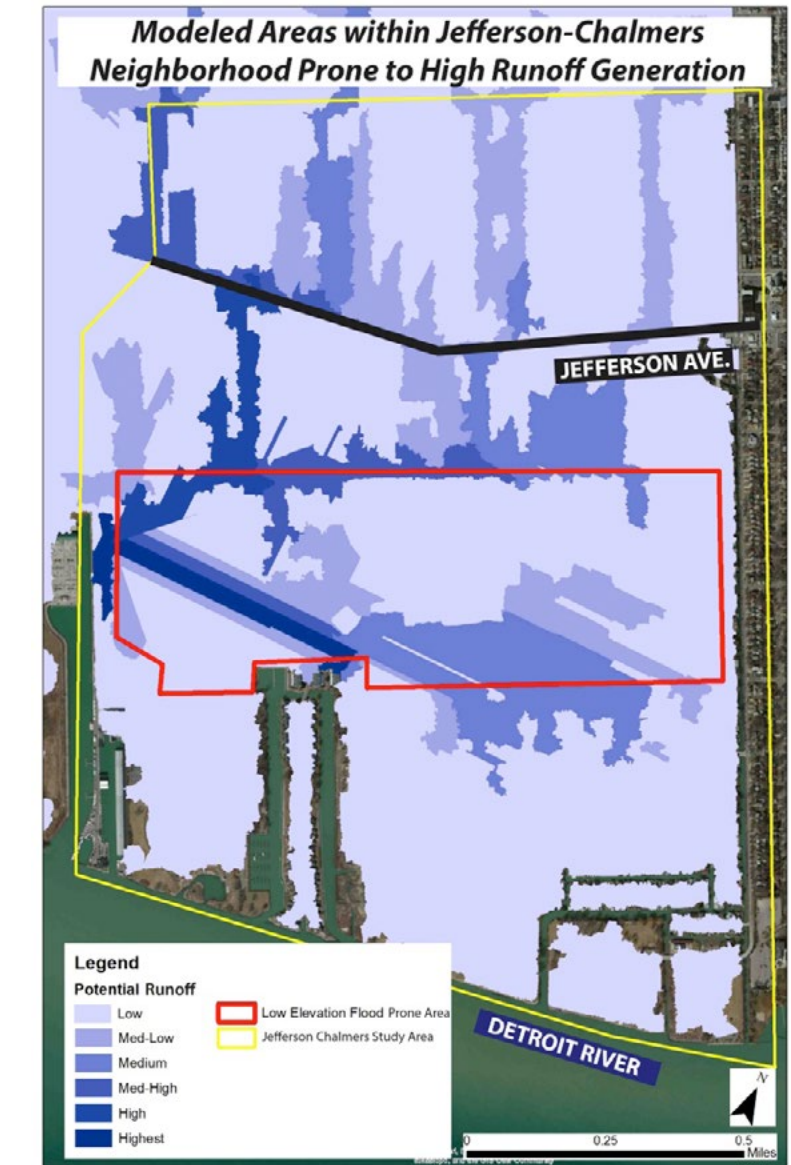 Modeled Areas within Jefferson-Chalmers
Neighborhood Prone to High Runoff Generation
JEFFERSON AVE.
Legend
Potential Runoff
Low
Med-Low
Medium
Med-High
High
Highest
Low Elevation Flood Prone Area
Jefferson Chalmers Study Area
DETROIT RIVER
N
0 0.25 0.5
Miles